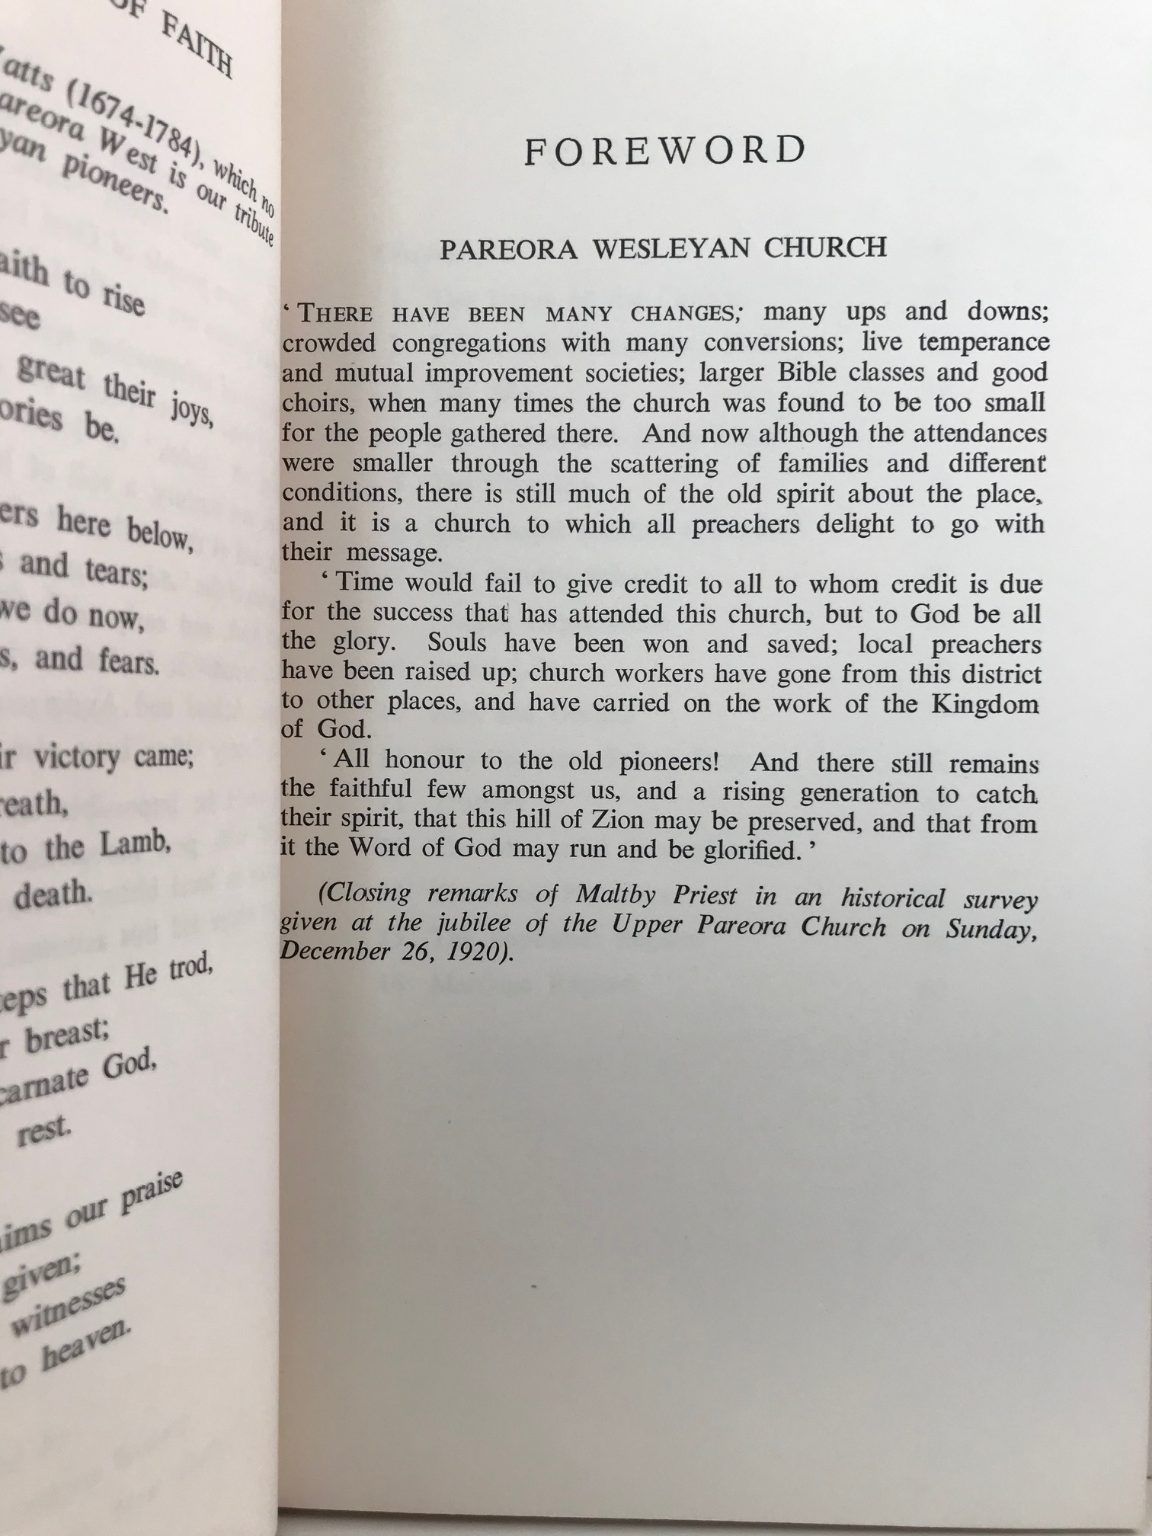 OF FAITH
atts (1674-1784), which no
areora West is our tribute
yan pioneers.
aith to rise
see
great their joys,
ories be.
ers here below,
and tears;
we do now,
s, and fears.
ir victory came;
reath,
to the Lamb,
death.
teps that He trod,
r breast;
carnate God,
rest.
aims our praise
given;
witnesses
to heaven.
FOREWORD
PAREORA WESLEYAN CHURCH
‘THERE HAVE BEEN MANY CHANGES; many ups and downs;
crowded congregations with many conversions; live temperance
and mutual improvement societies; larger Bible classes and good
choirs, when many times the church was found to be too small
for the people gathered there. And now although the attendances
were smaller through the scattering of families and different
conditions, there is still much of the old spirit about the place,
and it is a church to which all preachers delight to go with
their message.
‘Time would fail to give credit to all to whom credit is due
for the success that has attended this church, but to God be all
the glory. Souls have been won and saved; local preachers
have been raised up; church workers have gone from this district
to other places, and have carried on the work of the Kingdom
of God.
‘All honour to the old pioneers! And there still remains
the faithful few amongst us, and a rising generation to catch
their spirit, that this hill of Zion may be preserved, and that from
it the Word of God may run and be glorified.’
(Closing remarks of Maltby Priest in an historical survey
given at the jubilee of the Upper Pareora Church on Sunday,
December 26, 1920).